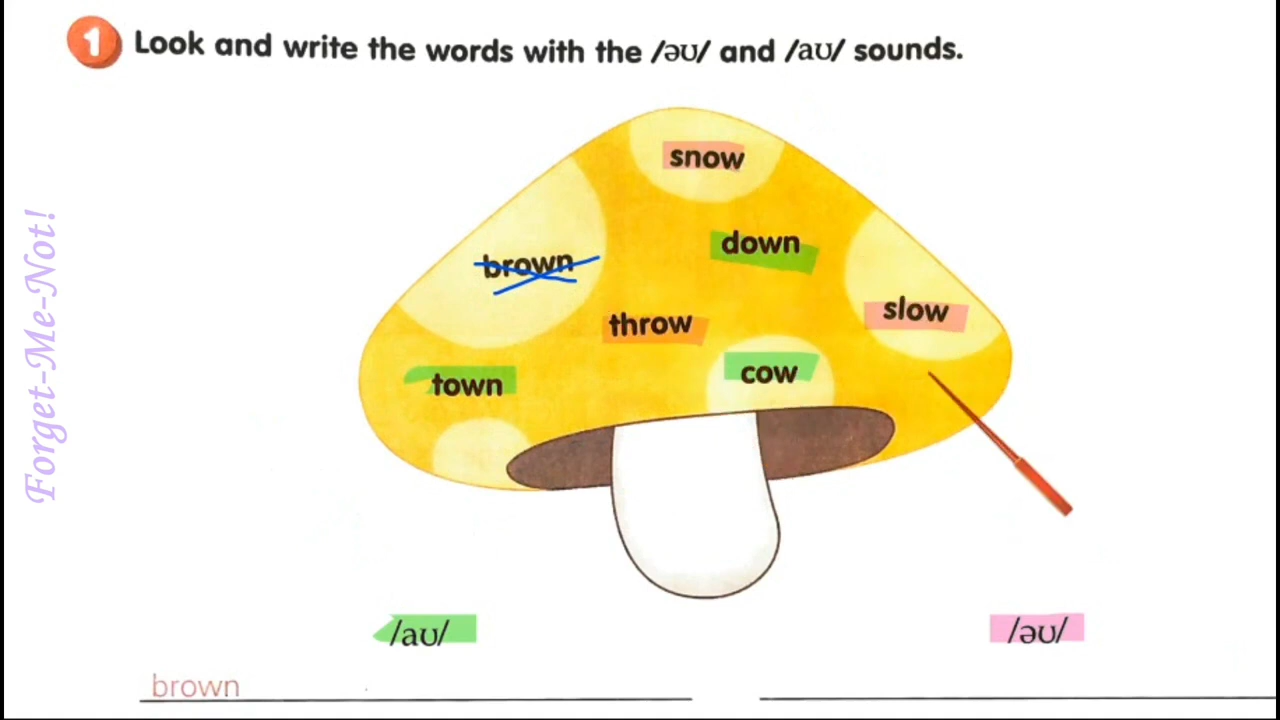 1 Look and write the words with the /əʊ/ and /aʊ/ sounds.
snow
down
brown
slow
throw
cow
town
Forget-Me-Not!
/aʊ/ /əʊ/
brown